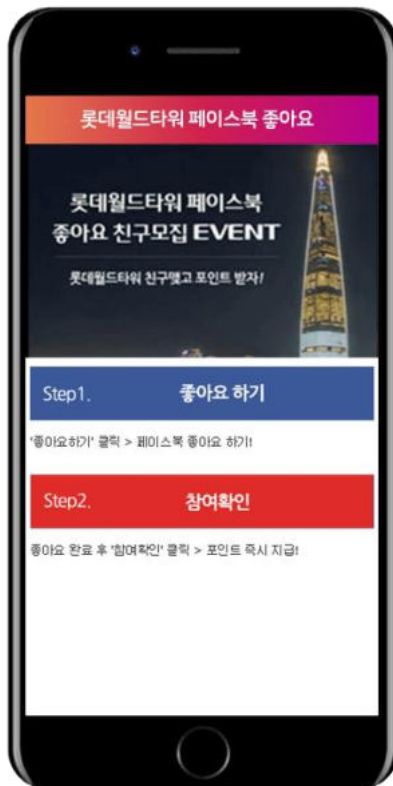 롯데월드타워 페이스북 좋아요
롯데월드타워 페이스북
좋아요 친구모집 EVENT
롯데월드타워 친구맺고 포인트 받자!
Step1. 좋아요 하기
'좋아요하기' 클릭 > 페이스북 좋아요 하기!
Step2. 참여확인
좋아요 완료 후 '참여확인' 클릭 > 포인트 즉시 지급!